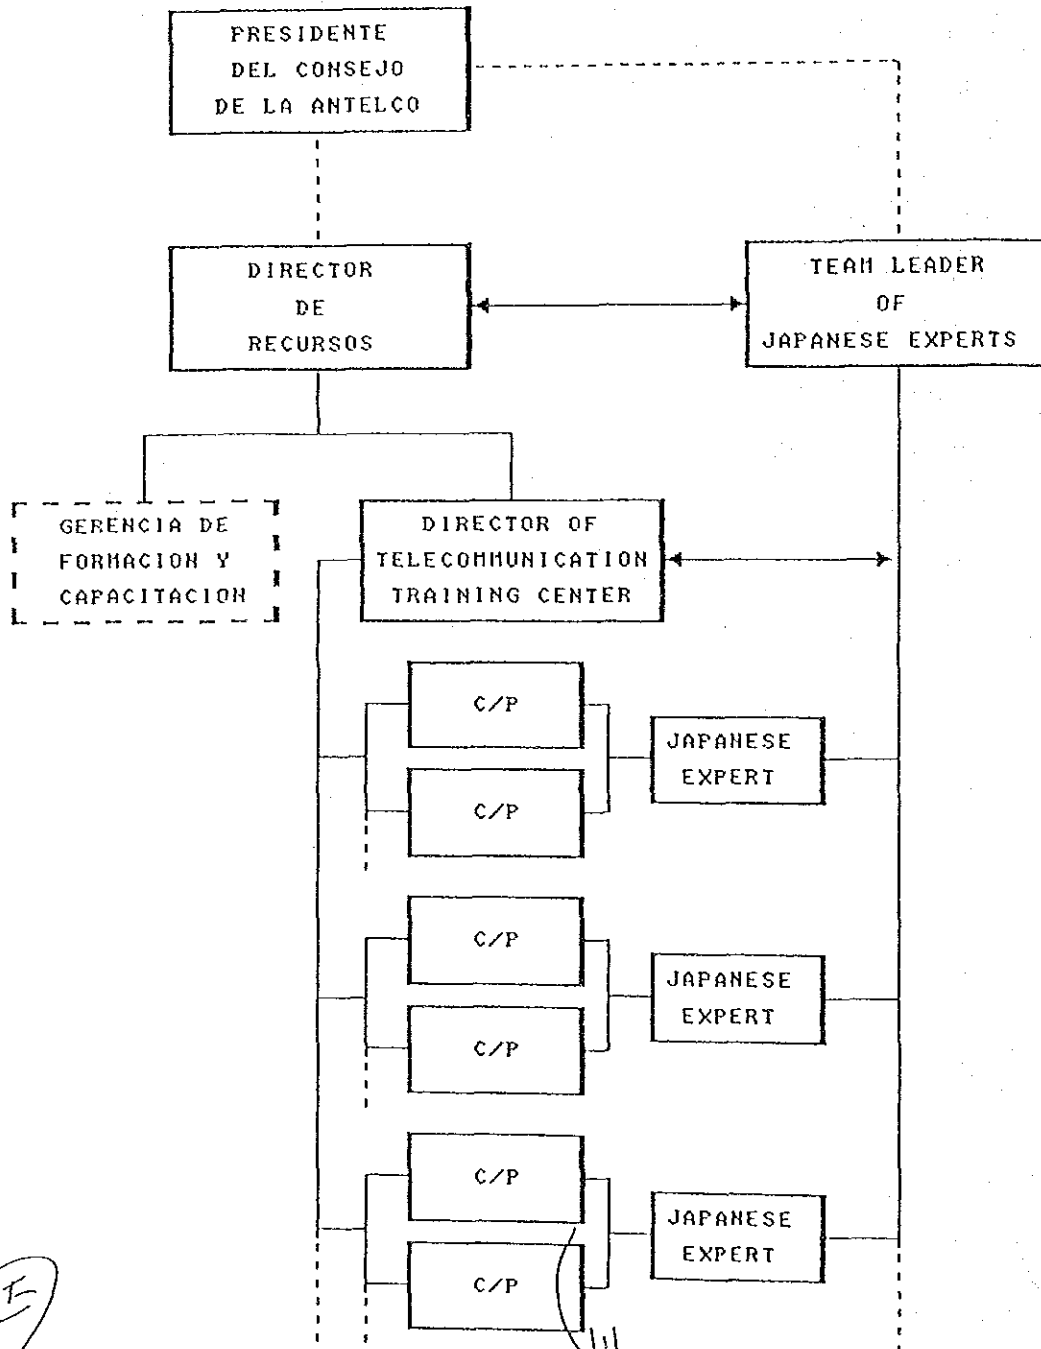 PRESIDENTE
DEL CONSEJO
DE LA ANTELCO
DIRECTOR
DE
RECURSOS
TEAM LEADER
OF
JAPANESE EXPERTS
GERENCIA DE
FORMACION Y
CAPACITACION
DIRECTOR OF
TELECOMMUNICATION
TRAINING CENTER
C/P
C/P
JAPANESE
EXPERT
C/P
C/P
JAPANESE
EXPERT
C/P
C/P
JAPANESE
EXPERT